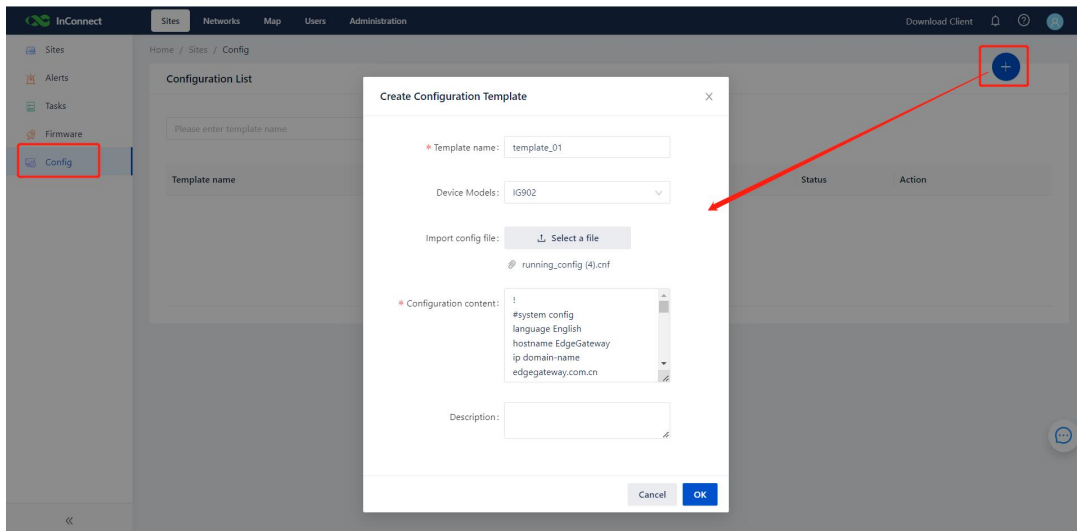 InConnect
Sites Networks Map Users Administration
Download Client
Sites
Alerts
Tasks
Firmware
Config
Home / Sites / Config
Configuration List
Please enter template name
Template name
Status
Action
Create Configuration Template
* Template name: template_01
Device Models: IG902
Import config file: Select a file
running_config (4).cnf
* Configuration content: !
#system config
language English
hostname EdgeGateway
ip domain-name
edgegateway.com.cn
Description:
Cancel OK